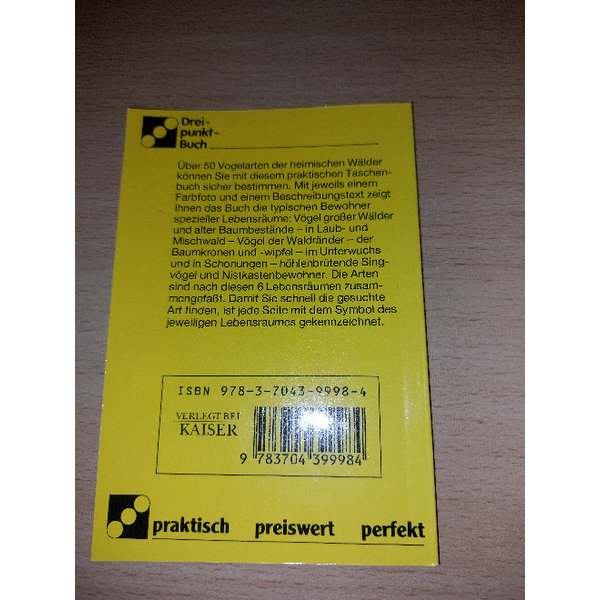 Drei-
punkt-
Buch
Über 50 Vogelarten der heimischen Wälder
können Sie mit diesem praktischen Taschen-
buch sicher bestimmen. Mit jeweils einem
Farbfoto und einem Beschreibungstext zeigt
Ihnen das Buch die typischen Bewohner
spezieller Lebensräume: Vögel großer Wälder
und alter Baumbestände – in Laub- und
Mischwald – Vögel der Waldränder – der
Baumkronen und -wipfel – im Unterwuchs
und in Schonungen – höhlenbrütende Sing-
vögel und Nistkastenbewohner. Die Arten
sind nach diesen 6 Lebensräumen zusam-
mengefaßt. Damit Sie schnell die gesuchte
Art finden, ist jede Seite mit dem Symbol des
jeweiligen Lebensraumes gekennzeichnet.
ISBN 978-3-7043-9998-4
VERLEGT BEI
KAISER
9 783704 399984
praktisch preiswert perfekt